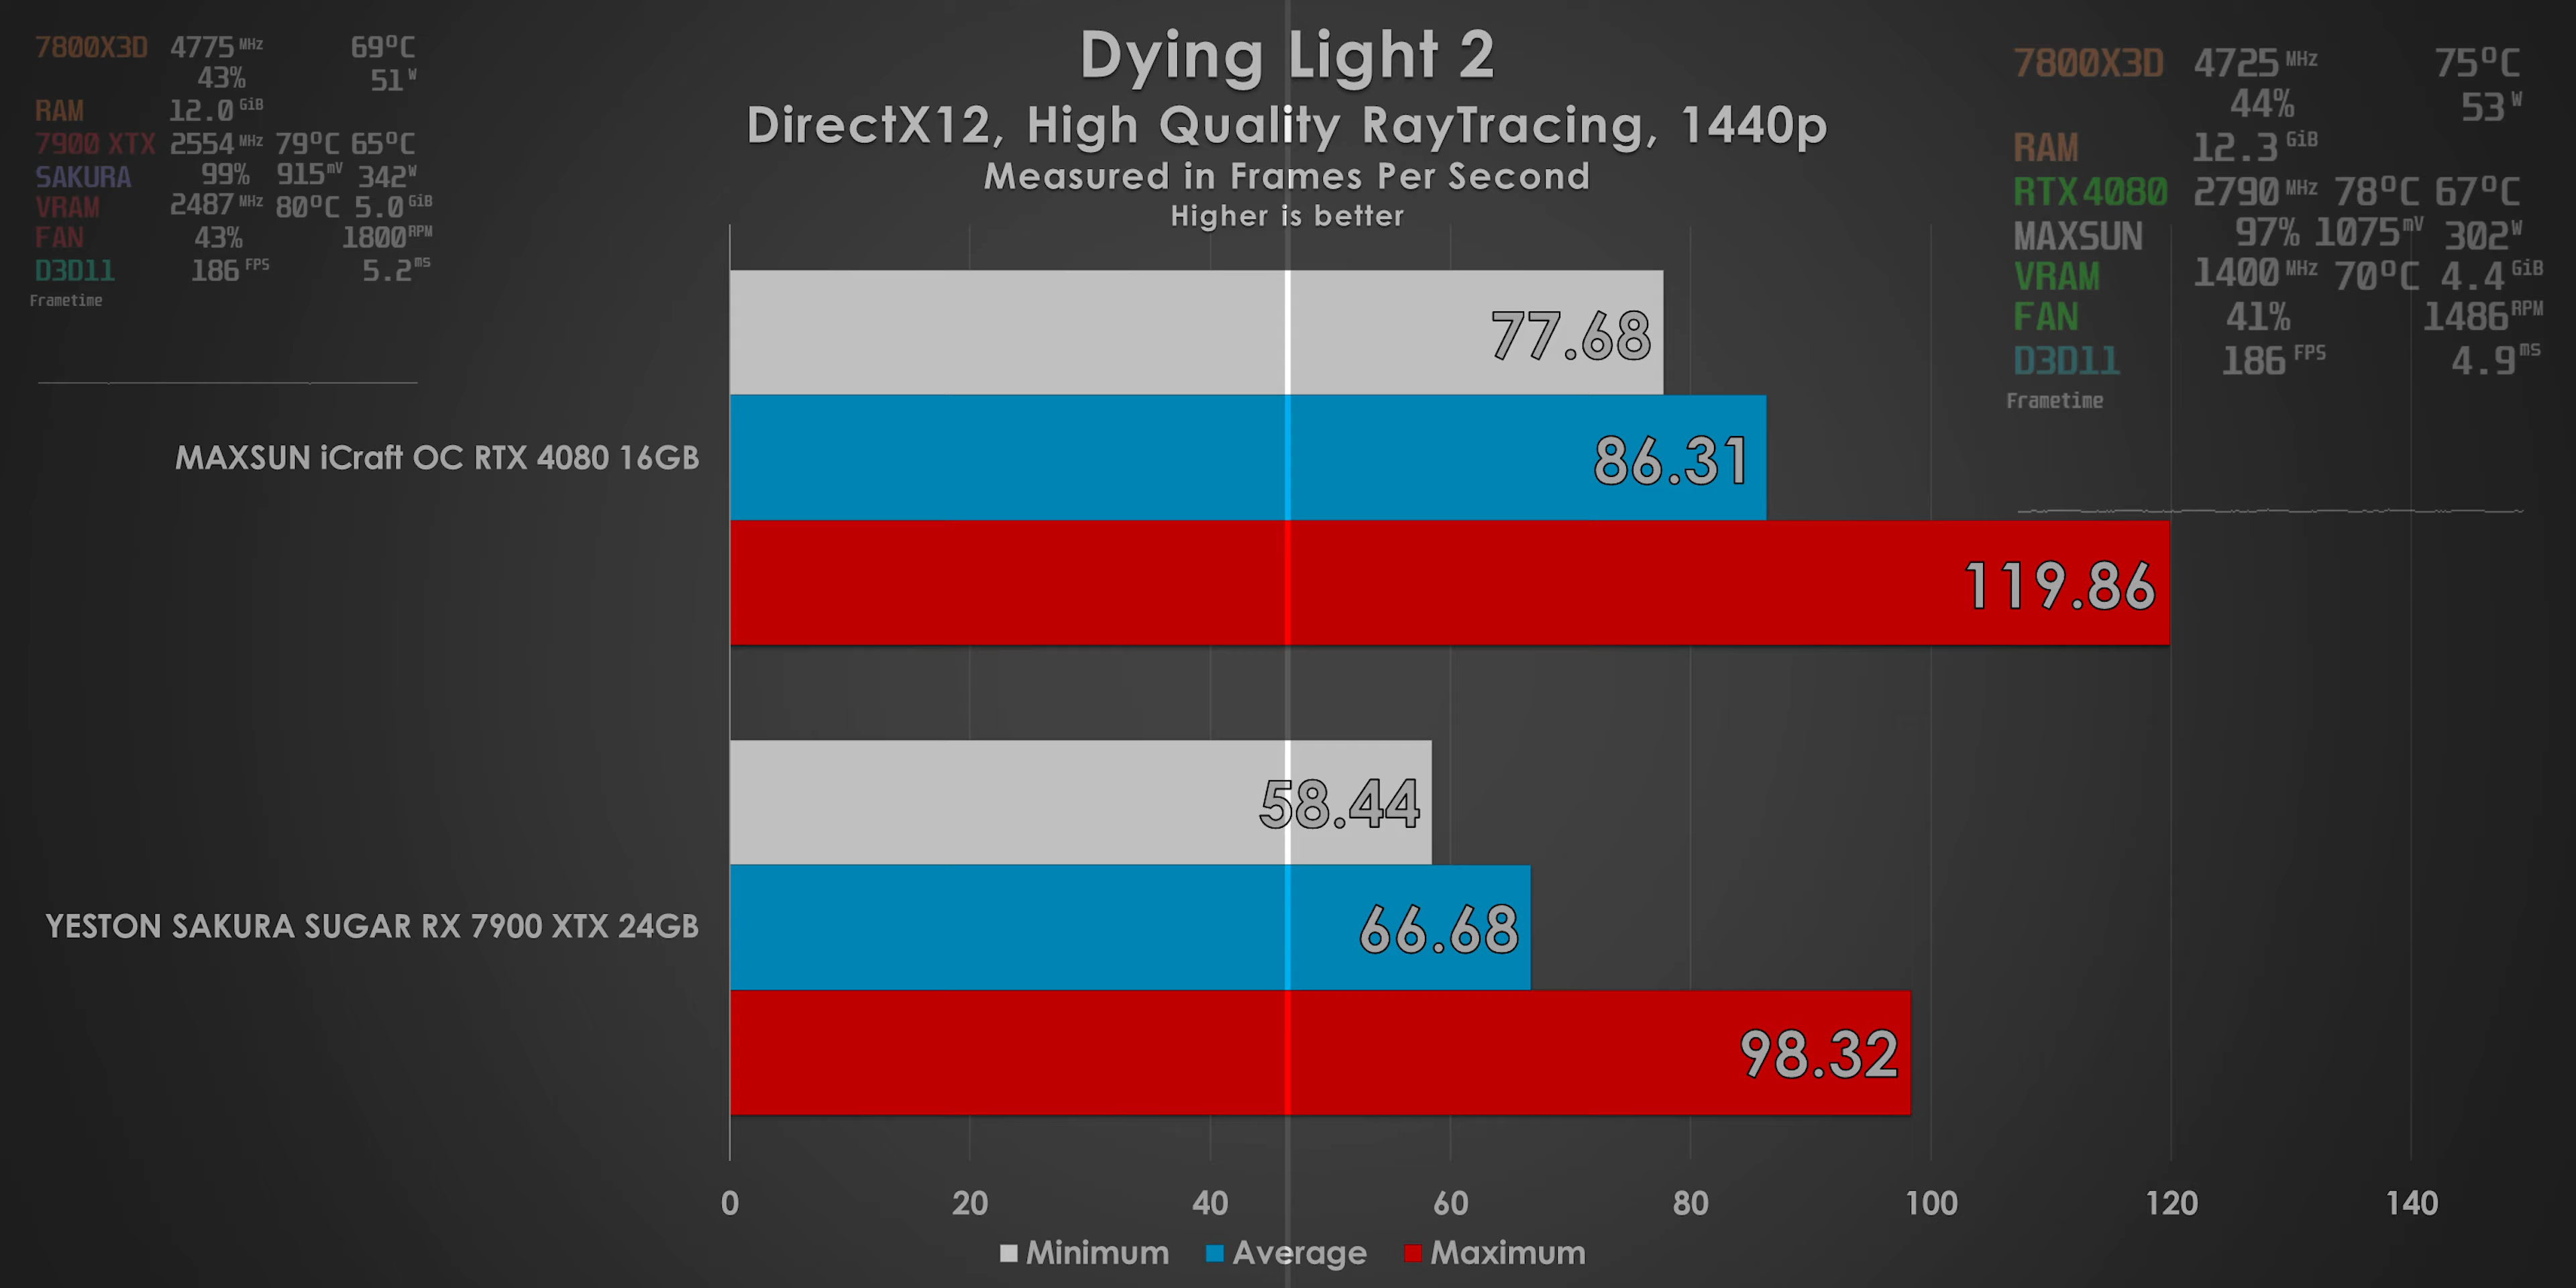 Dying Light 2
DirectX12, High Quality RayTracing, 1440p
Measured in Frames Per Second
Higher is better
7800X3D 4775 MHz 69°C
43% 51 W
RAM 12.0 GiB
7900 XTX 2554 MHz 79°C 65°C
SAKURA 99% 915 mV 342 W
VRAM 2487 MHz 80°C 5.0 GiB
FAN 43% 1800 RPM
D3D11 186 FPS 5.2 ms
Frametime
7800X3D 4725 MHz 75°C
44% 53 W
RAM 12.3 GiB
RTX4080 2790 MHz 78°C 67°C
MAXSUN 97% 1075 mV 302 W
VRAM 1400 MHz 70°C 4.4 GiB
FAN 41% 1486 RPM
D3D11 186 FPS 4.9 ms
Frametime
77.68
MAXSUN iCraft OC RTX 4080 16GB 86.31
119.86
58.44
YESTON SAKURA SUGAR RX 7900 XTX 24GB 66.68
98.32
0 20 40 60 80 100 120 140
Minimum Average Maximum